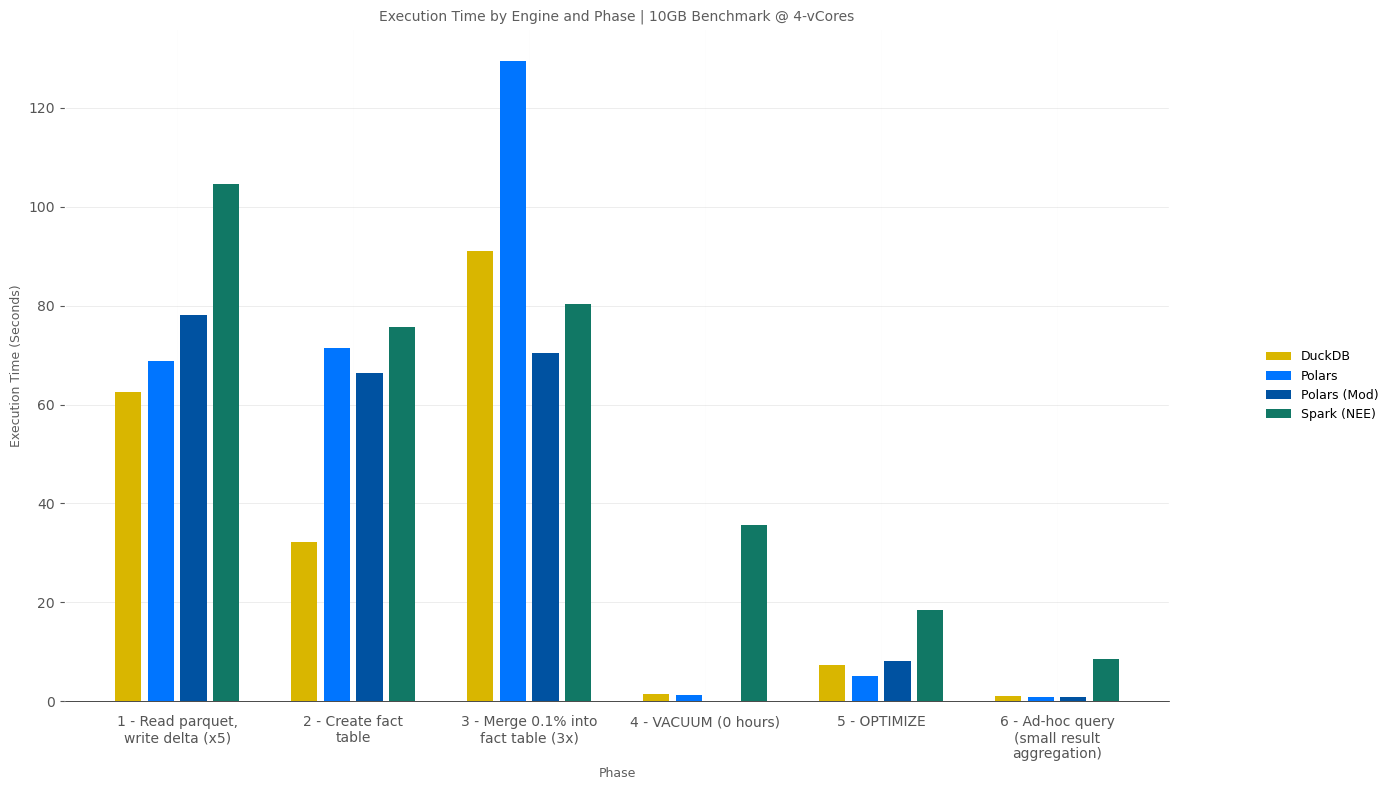 Execution Time by Engine and Phase | 10GB Benchmark @ 4-vCores
Execution Time (Seconds)
120
100
80
60
40
20
0
1 - Read parquet,
write delta (x5)
2 - Create fact
table
3 - Merge 0.1% into
fact table (3x)
4 - VACUUM (0 hours)
5 - OPTIMIZE
6 - Ad-hoc query
(small result
aggregation)
Phase
DuckDB
Polars
Polars (Mod)
Spark (NEE)